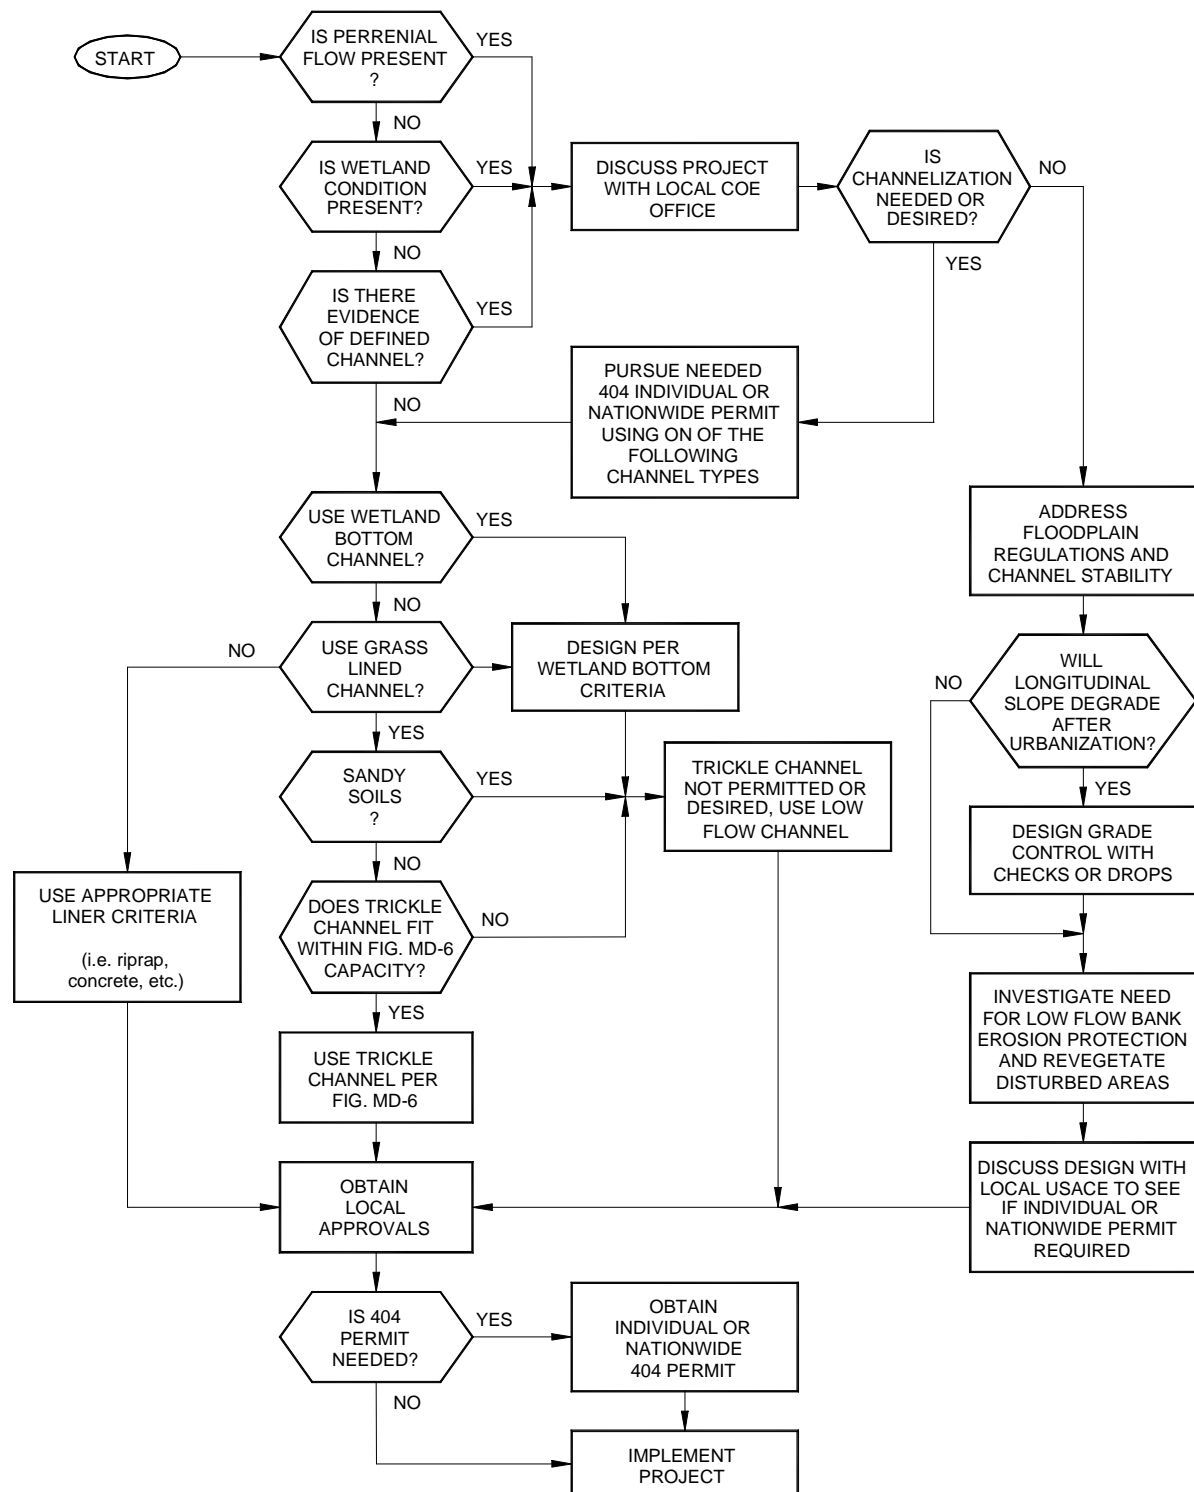 START
IS PERRENIAL
FLOW PRESENT
?
YES
NO
IS WETLAND
CONDITION
PRESENT?
YES
NO
IS THERE
EVIDENCE
OF DEFINED
CHANNEL?
YES
NO
DISCUSS PROJECT
WITH LOCAL COE
OFFICE
IS
CHANNELIZATION
NEEDED OR
DESIRED?
NO
YES
PURSUE NEEDED
404 INDIVIDUAL OR
NATIONWIDE PERMIT
USING ON OF THE
FOLLOWING
CHANNEL TYPES
USE WETLAND
BOTTOM
CHANNEL?
YES
NO
USE GRASS
LINED
CHANNEL?
NO
YES
DESIGN PER
WETLAND BOTTOM
CRITERIA
SANDY
SOILS
?
YES
NO
TRICKLE CHANNEL
NOT PERMITTED OR
DESIRED, USE LOW
FLOW CHANNEL
DOES TRICKLE
CHANNEL FIT
WITHIN FIG. MD-6
CAPACITY?
NO
YES
USE APPROPRIATE
LINER CRITERIA
(i.e. riprap,
concrete, etc.)
USE TRICKLE
CHANNEL PER
FIG. MD-6
ADDRESS
FLOODPLAIN
REGULATIONS AND
CHANNEL STABILITY
WILL
LONGITUDINAL
SLOPE DEGRADE
AFTER
URBANIZATION?
NO
YES
DESIGN GRADE
CONTROL WITH
CHECKS OR DROPS
INVESTIGATE NEED
FOR LOW FLOW BANK
EROSION PROTECTION
AND REVEGETATE
DISTURBED AREAS
DISCUSS DESIGN WITH
LOCAL USACE TO SEE
IF INDIVIDUAL OR
NATIONWIDE PERMIT
REQUIRED
OBTAIN
LOCAL
APPROVALS
IS 404
PERMIT
NEEDED?
YES
NO
OBTAIN
INDIVIDUAL OR
NATIONWIDE
404 PERMIT
IMPLEMENT
PROJECT